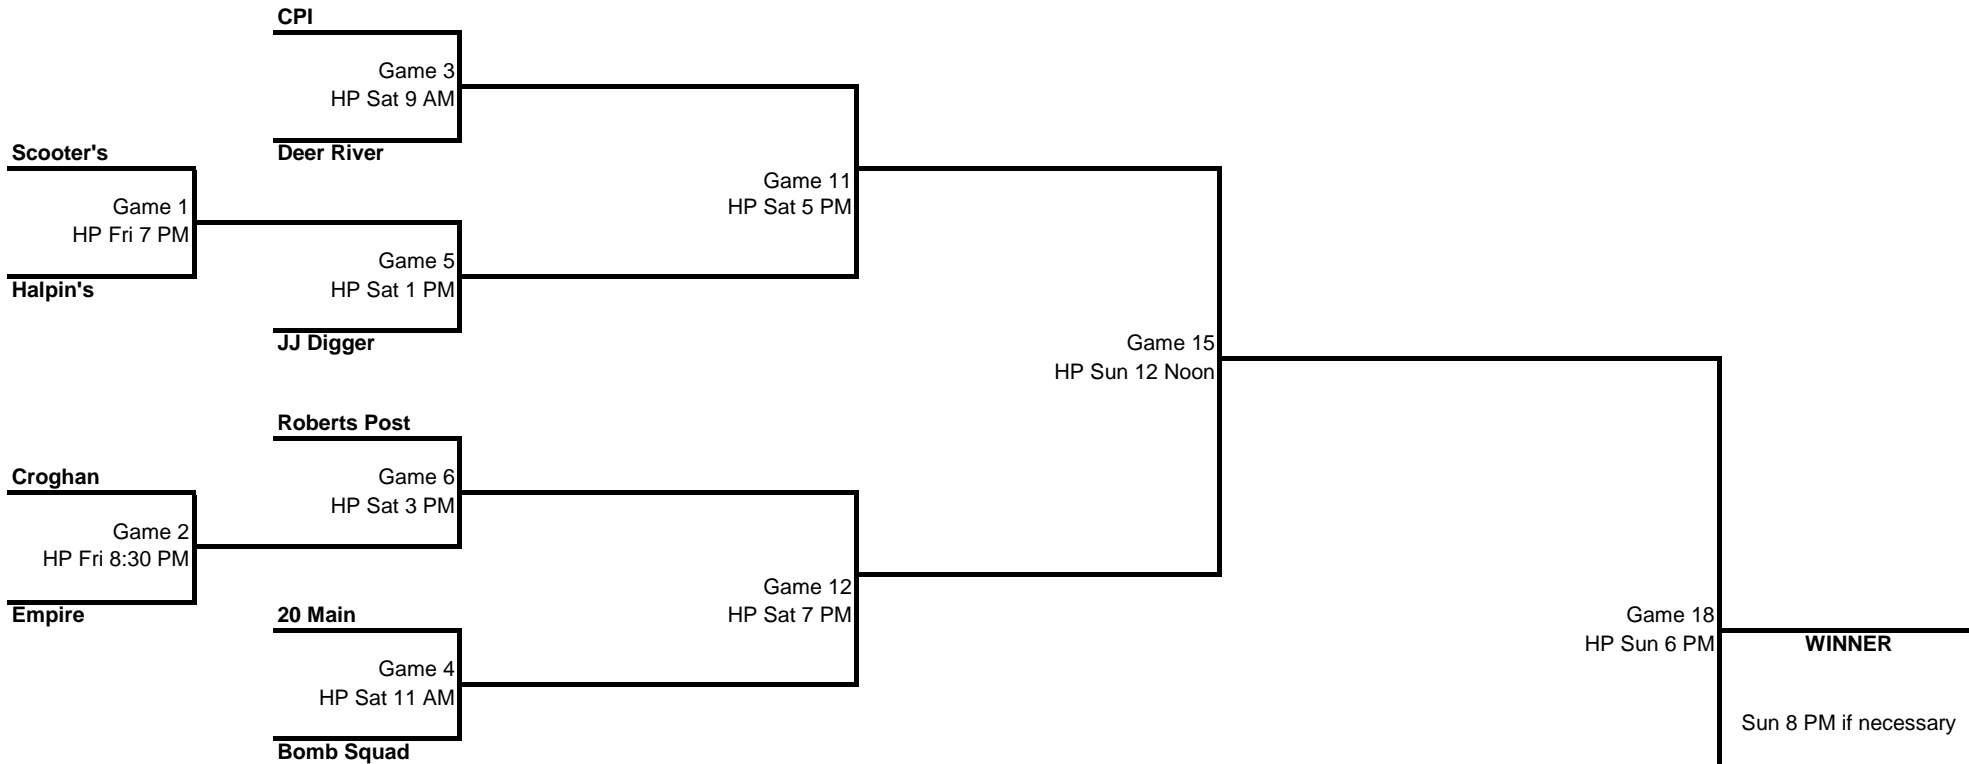 CPI
Game 3
HP Sat 9 AM
Deer River
Scooter's
Game 1
HP Fri 7 PM
Halpin's
Game 5
HP Sat 1 PM
JJ Digger
Game 11
HP Sat 5 PM
Roberts Post
Game 6
HP Sat 3 PM
Croghan
Game 2
HP Fri 8:30 PM
Empire
20 Main
Game 4
HP Sat 11 AM
Bomb Squad
Game 12
HP Sat 7 PM
Game 15
HP Sun 12 Noon
Game 18
HP Sun 6 PM
WINNER
Sun 8 PM if necessary